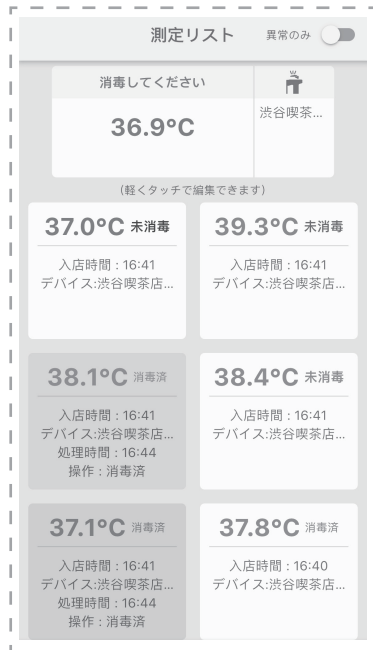 測定リスト 異常のみ
消毒してください
36.9°C
渋谷喫茶...
(軽くタッチで編集できます)
37.0°C 未消毒
入店時間 : 16:41
デバイス:渋谷喫茶店...
39.3°C 未消毒
入店時間 : 16:41
デバイス:渋谷喫茶店...
38.1°C 消毒済
入店時間 : 16:41
デバイス:渋谷喫茶店...
処理時間 : 16:44
操作 : 消毒済
38.4°C 未消毒
入店時間 : 16:41
デバイス:渋谷喫茶店...
37.1°C 消毒済
入店時間 : 16:41
デバイス:渋谷喫茶店...
処理時間 : 16:44
操作 : 消毒済
37.8°C 消毒済
入店時間 : 16:40
デバイス:渋谷喫茶店...